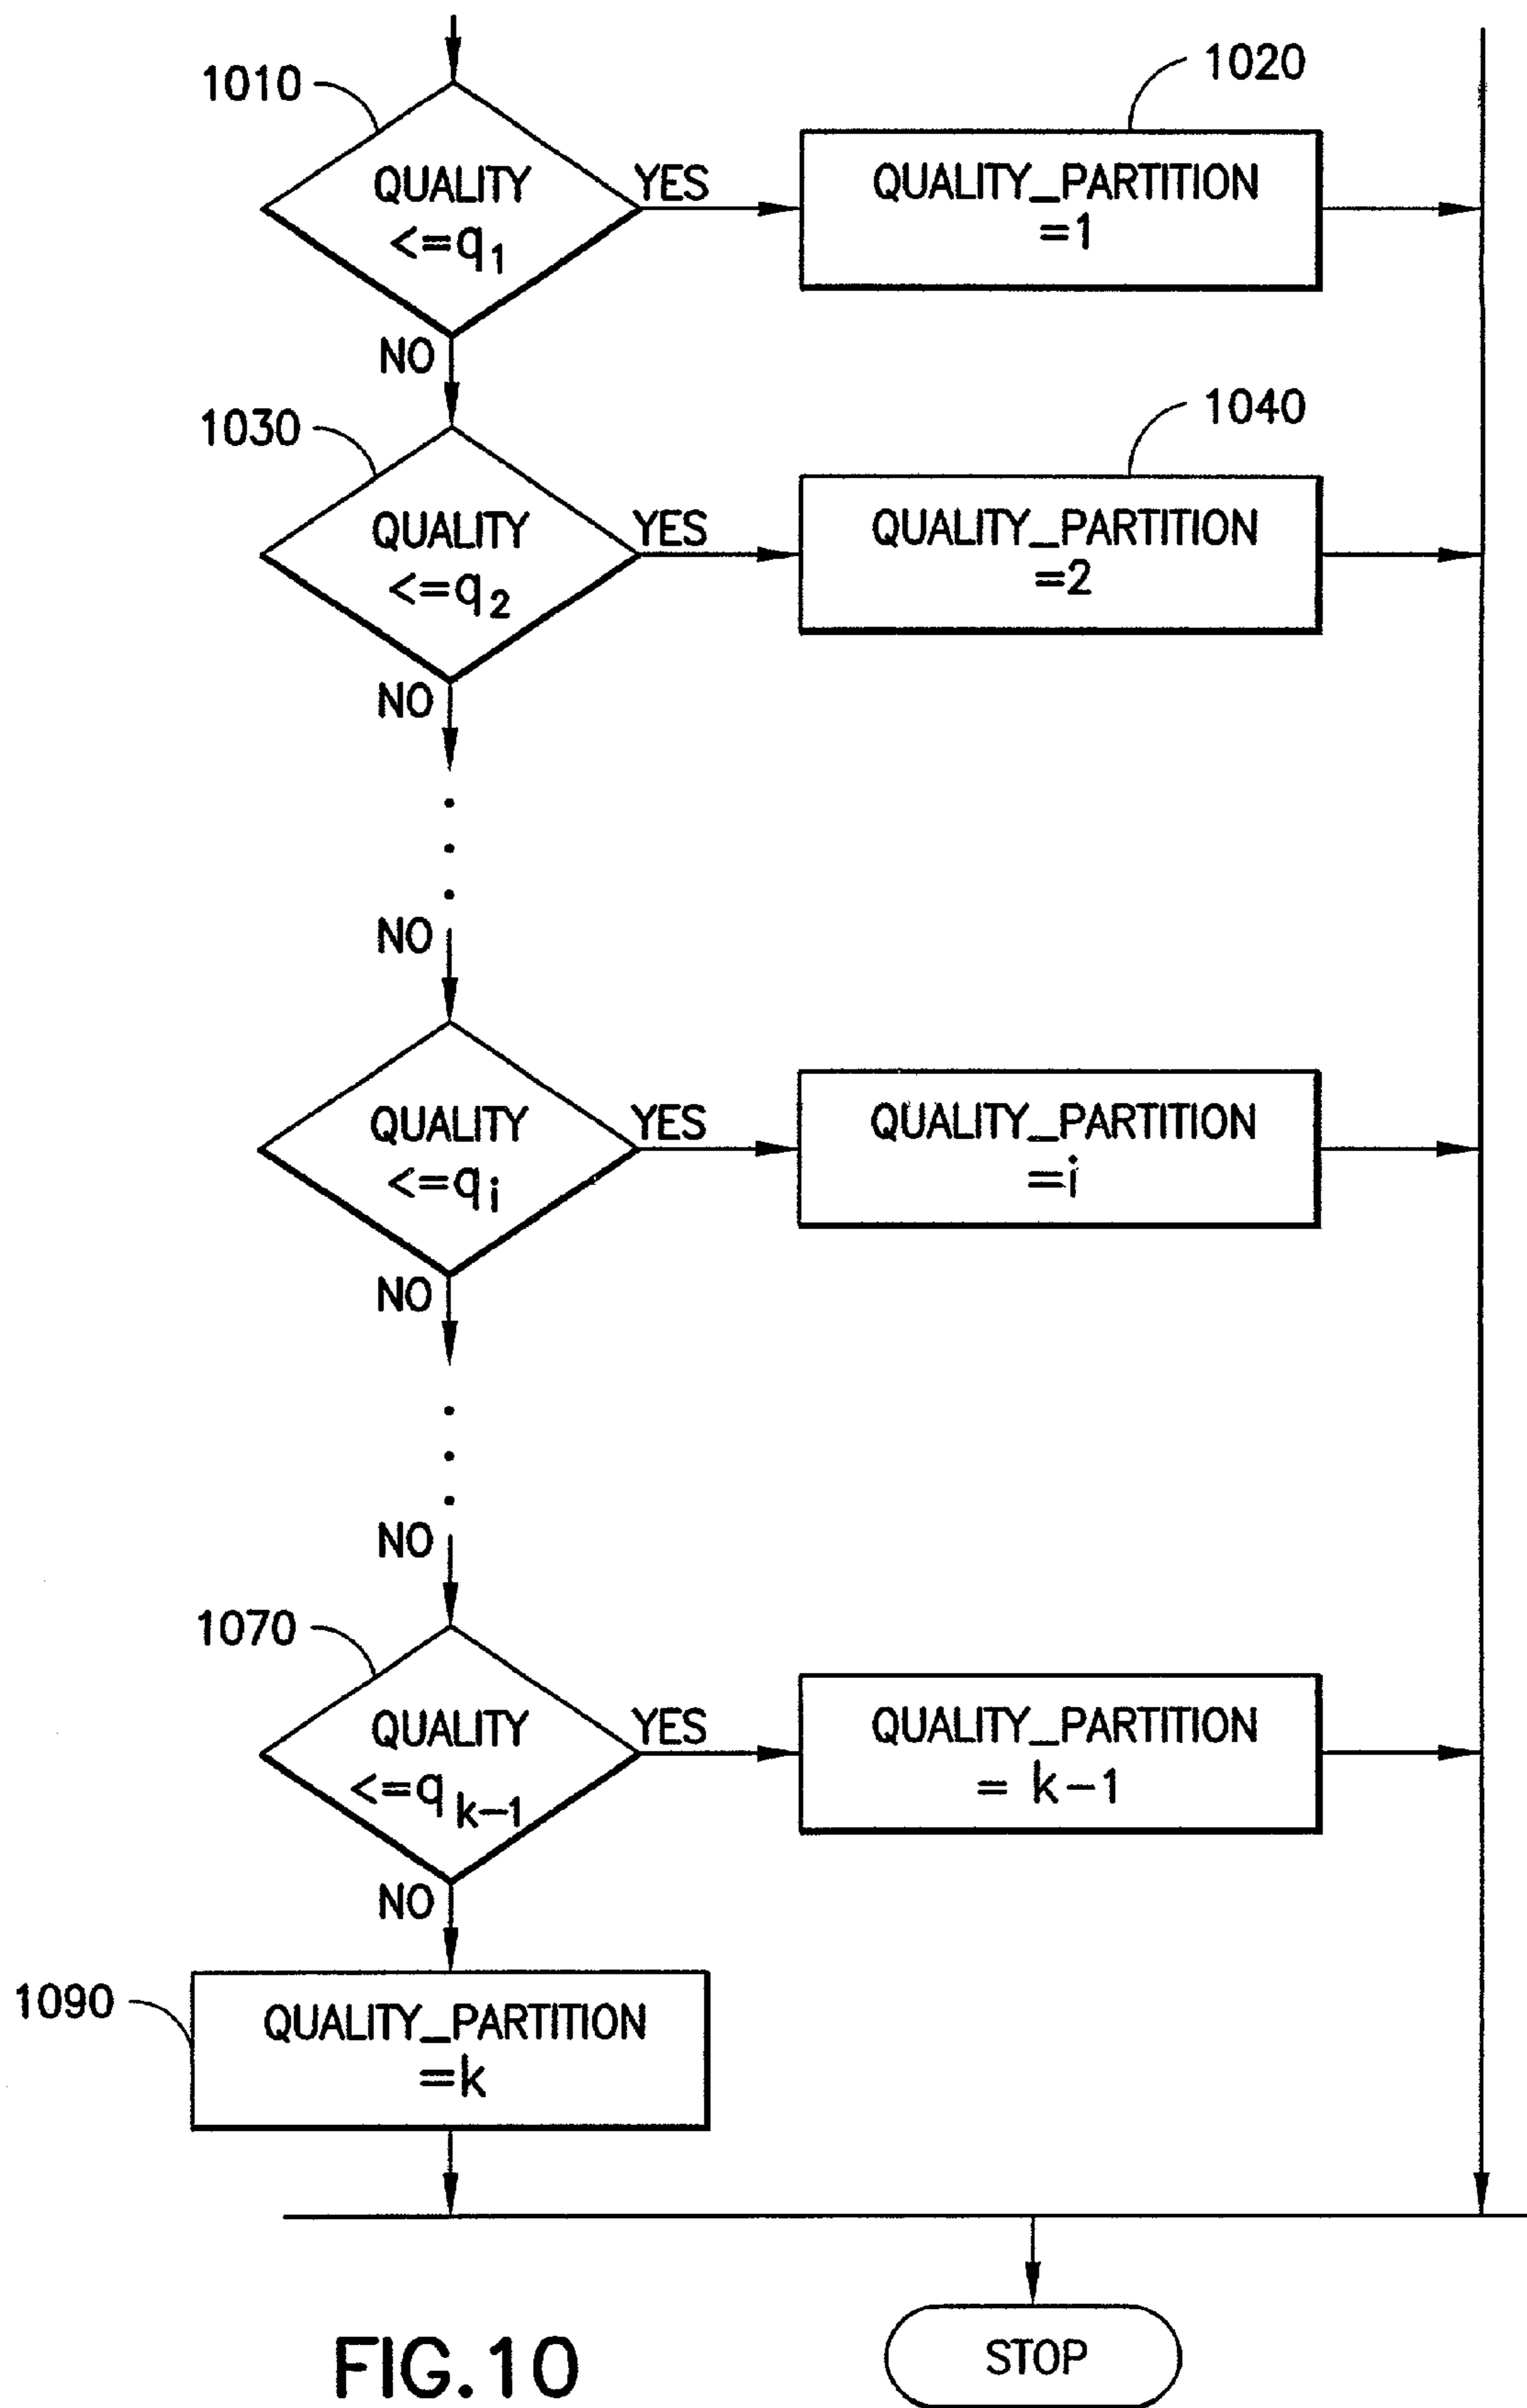 1010
QUALITY
<=q1
YES
1020
QUALITY_PARTITION
=1
NO
1030
QUALITY
<=q2
YES
1040
QUALITY_PARTITION
=2
NO
NO
QUALITY
<=qi
YES
QUALITY_PARTITION
=i
NO
NO
1070
QUALITY
<=qk-1
YES
QUALITY_PARTITION
= k-1
NO
1090
QUALITY_PARTITION
=k
STOP
FIG.10